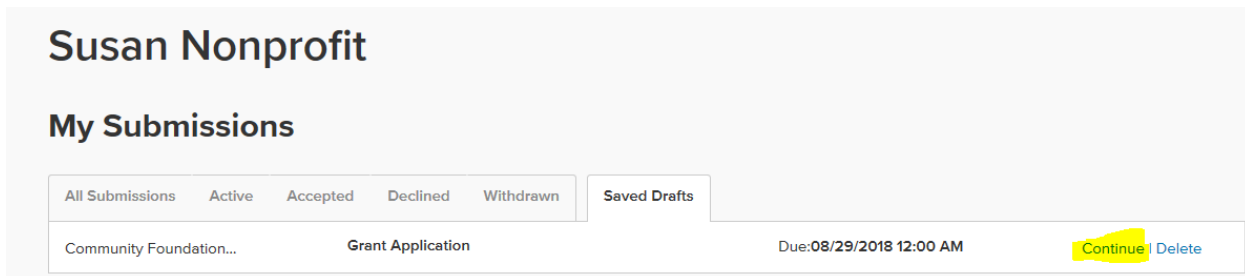 Susan Nonprofit
My Submissions
All Submissions Active Accepted Declined Withdrawn Saved Drafts
Community Foundation... Grant Application Due:08/29/2018 12:00 AM Continue | Delete